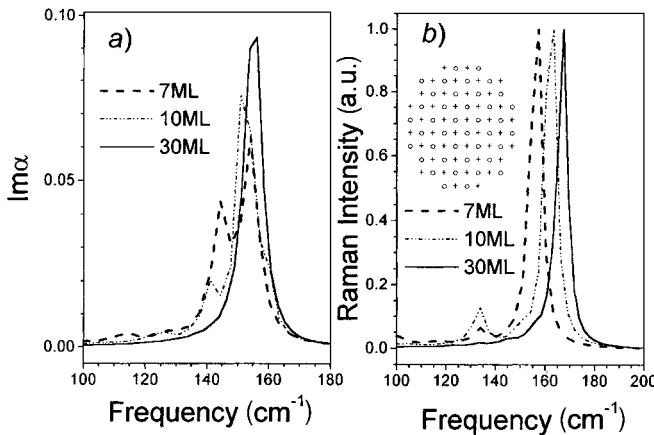 a)
0.10
0.05
0.00
Imα
7ML
10ML
30ML
100 120 140 160 180
Frequency (cm⁻¹)
b)
1.0
0.8
0.6
0.4
0.2
0.0
Raman Intensity (a.u.)
7ML
10ML
30ML
100 120 140 160 180 200
Frequency (cm⁻¹)